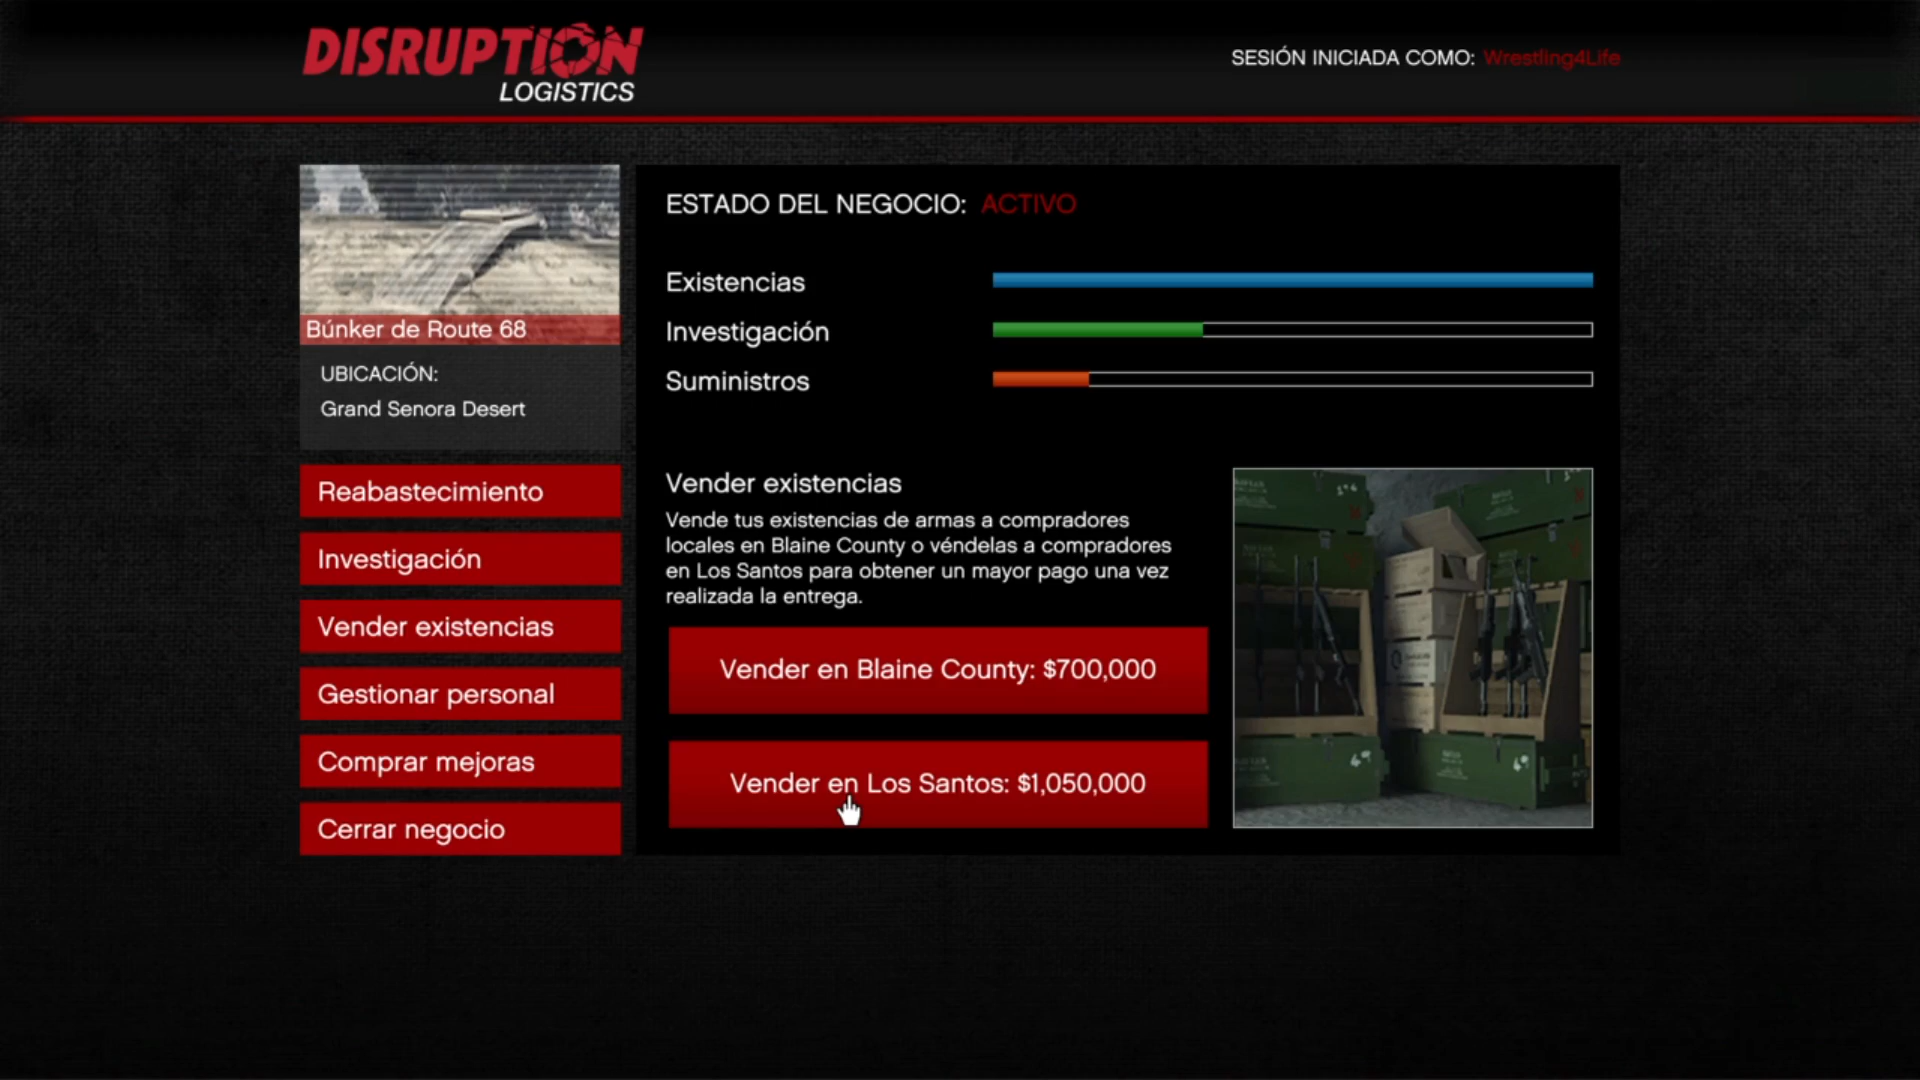 DISRUPTION
LOGISTICS
SESIÓN INICIADA COMO: Wrestling4Life
Búnker de Route 68
UBICACIÓN:
Grand Senora Desert
Reabastecimiento
Investigación
Vender existencias
Gestionar personal
Comprar mejoras
Cerrar negocio
ESTADO DEL NEGOCIO: ACTIVO
Existencias
Investigación
Suministros
Vender existencias
Vende tus existencias de armas a compradores
locales en Blaine County o véndelas a compradores
en Los Santos para obtener un mayor pago una vez
realizada la entrega.
Vender en Blaine County: $700,000
Vender en Los Santos: $1,050,000